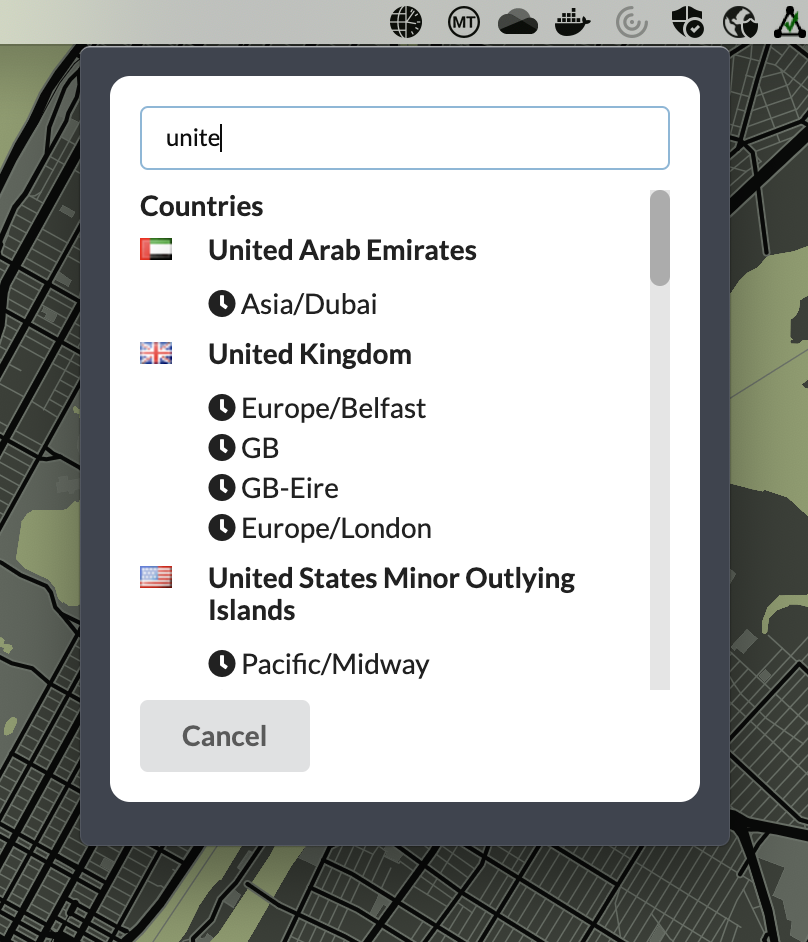 MT
unite
Countries
United Arab Emirates
Asia/Dubai
United Kingdom
Europe/Belfast
GB
GB-Eire
Europe/London
United States Minor Outlying
Islands
Pacific/Midway
Cancel